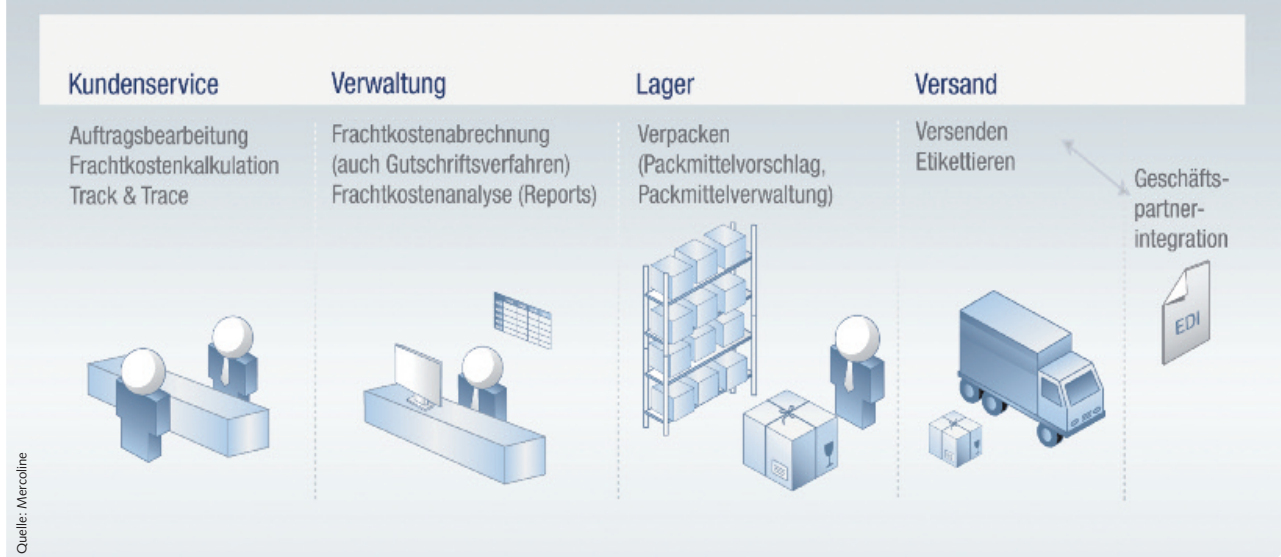 Kundenservice
Auftragsbearbeitung
Frachtkostenkalkulation
Track & Trace
Verwaltung
Frachtkostenabrechnung
(auch Gutschriftsverfahren)
Frachtkostenanalyse (Reports)
Lager
Verpacken
(Packmittelvorschlag,
Packmittelverwaltung)
Versand
Versenden
Etikettieren
Geschäfts-
partner-
integration
EDI
Quelle: Mercoline